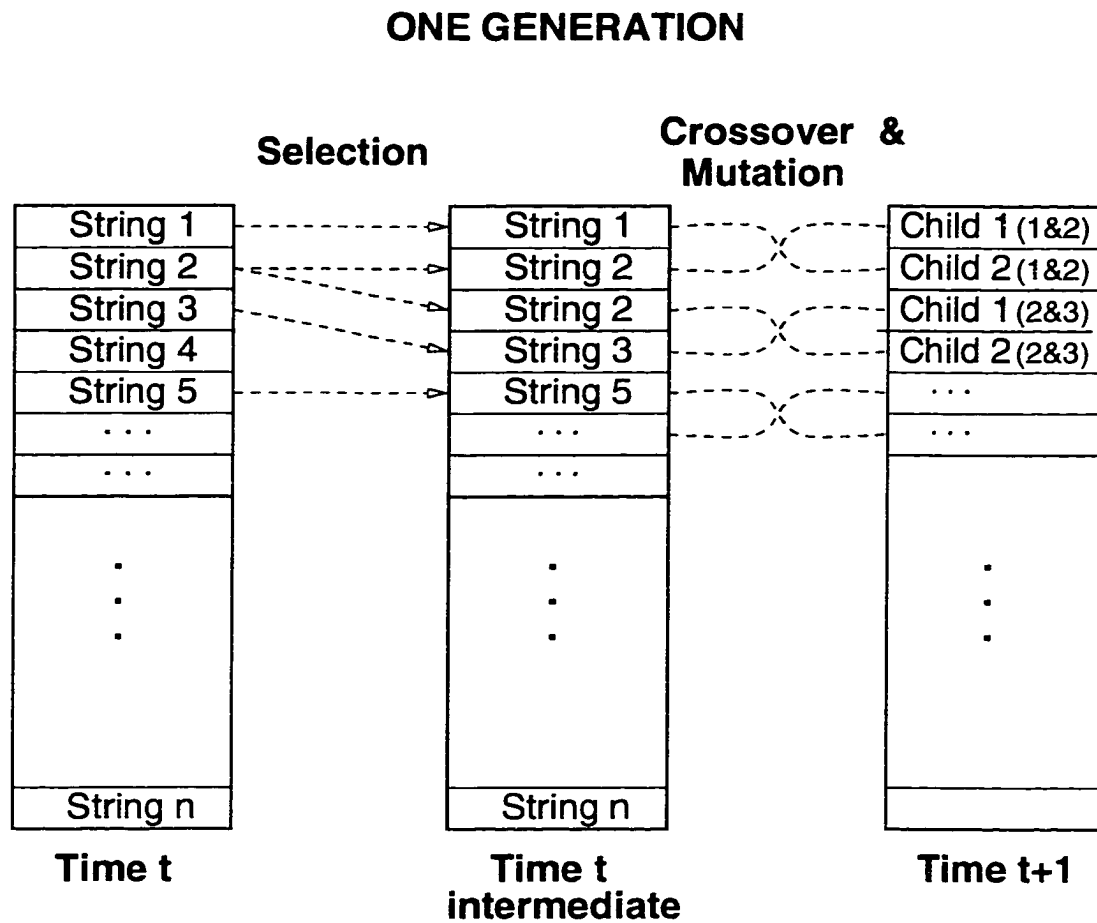 ONE GENERATION
Selection
Crossover &
Mutation
String 1
String 2
String 3
String 4
String 5
...
...
String n
Time t
String 1
String 2
String 2
String 3
String 5
...
...
String n
Time t
intermediate
Child 1 (1&2)
Child 2 (1&2)
Child 1 (2&3)
Child 2 (2&3)
...
...
Time t+1